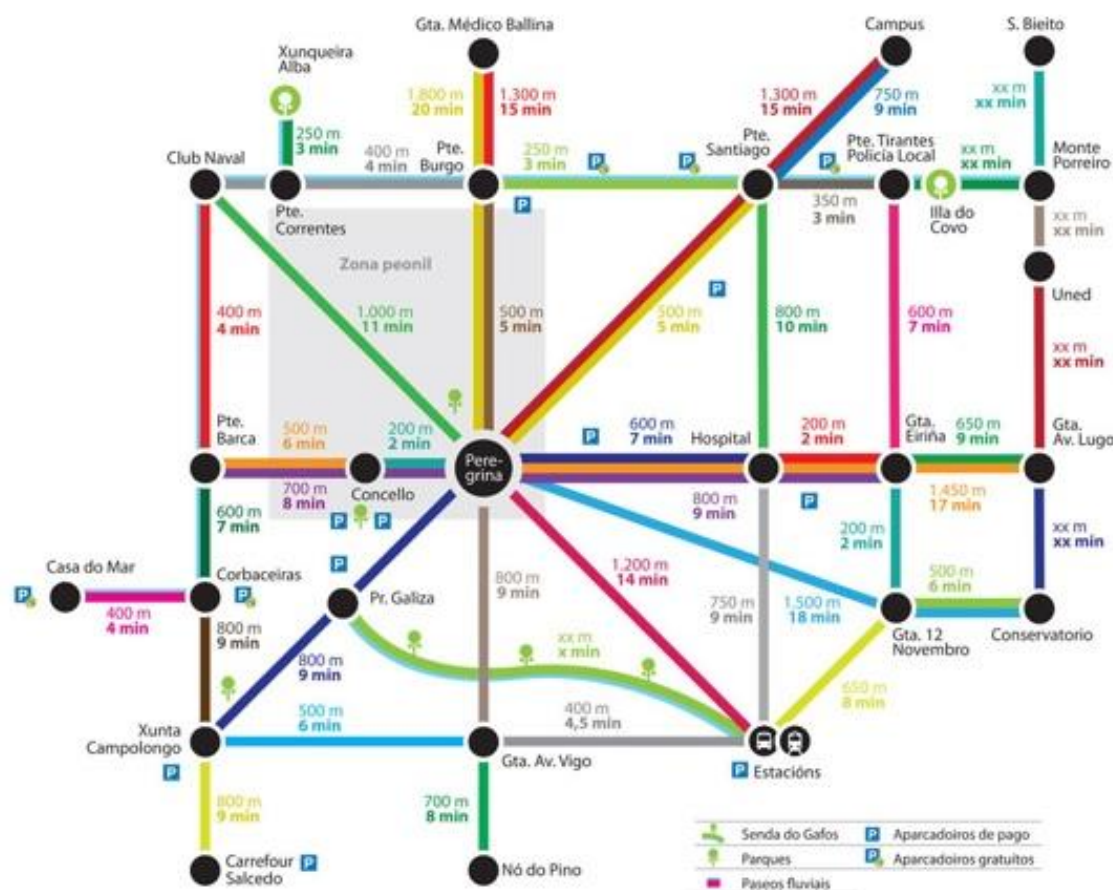 Gta. Médico Ballina
Campus
S. Bieito
Xunqueira
Alba
1.800 m
20 min
1.300 m
15 min
1.300 m
15 min
750 m
9 min
xx m
xx min
250 m
3 min
400 m
4 min
Club Naval
Pte.
Burgo
250 m
3 min
P
P
Pte.
Santiago
P
Pte. Tirantes
Policía Local
xx m
xx min
Monte
Porreiro
Pte.
Correntes
P
350 m
3 min
Illa do
Covo
xx m
xx min
Zona peonil
P
Uned
400 m
4 min
1.000 m
11 min
500 m
5 min
500 m
5 min
800 m
10 min
600 m
7 min
xx m
xx min
Pte.
Barca
500 m
6 min
200 m
2 min
P
600 m
7 min
Hospital
200 m
2 min
Gta.
Eiriña
650 m
9 min
Gta.
Av. Lugo
Pere-
grina
700 m
8 min
Concello
800 m
9 min
P
1.450 m
17 min
P
P
600 m
7 min
P
200 m
2 min
xx m
xx min
Casa do Mar
P
Corbaceiras
P
Pr. Galiza
800 m
9 min
1.200 m
14 min
750 m
9 min
1.500 m
18 min
500 m
6 min
400 m
4 min
Gta. 12
Novembro
Conservatorio
800 m
9 min
800 m
9 min
xx m
x min
650 m
8 min
500 m
6 min
400 m
4,5 min
Xunta
Campolongo
P
Gta. Av. Vigo
P
Estacións
800 m
9 min
700 m
8 min
Carrefour
Salcedo
P
Nó do Pino
Senda do Gafos
P
Aparcadoiros de pago
Parques
P
Aparcadoiros gratuítos
Paseos fluviais